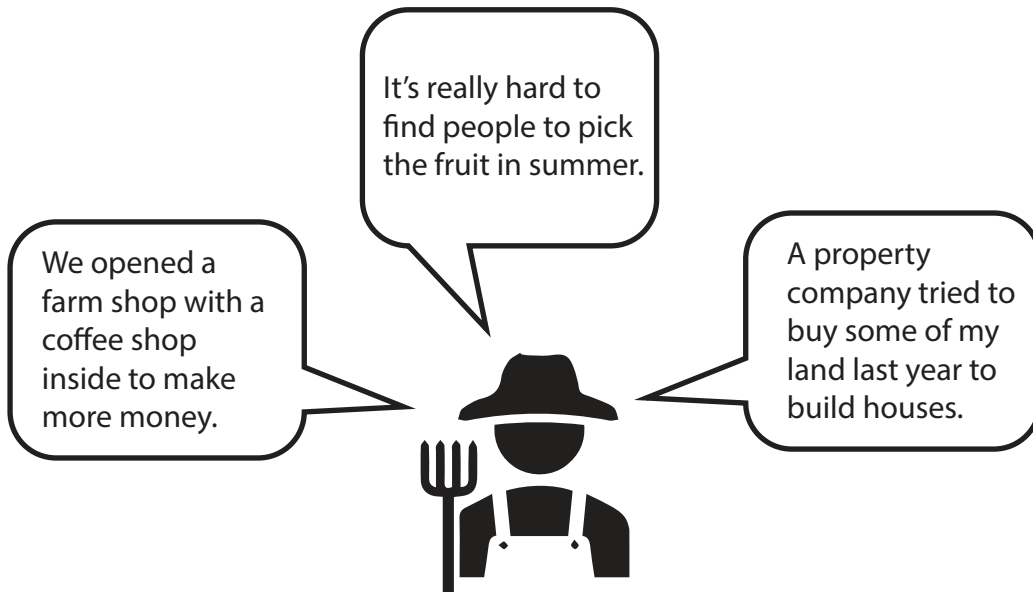 It’s really hard to
find people to pick
the fruit in summer.
We opened a
farm shop with a
coffee shop
inside to make
more money.
A property
company tried to
buy some of my
land last year to
build houses.